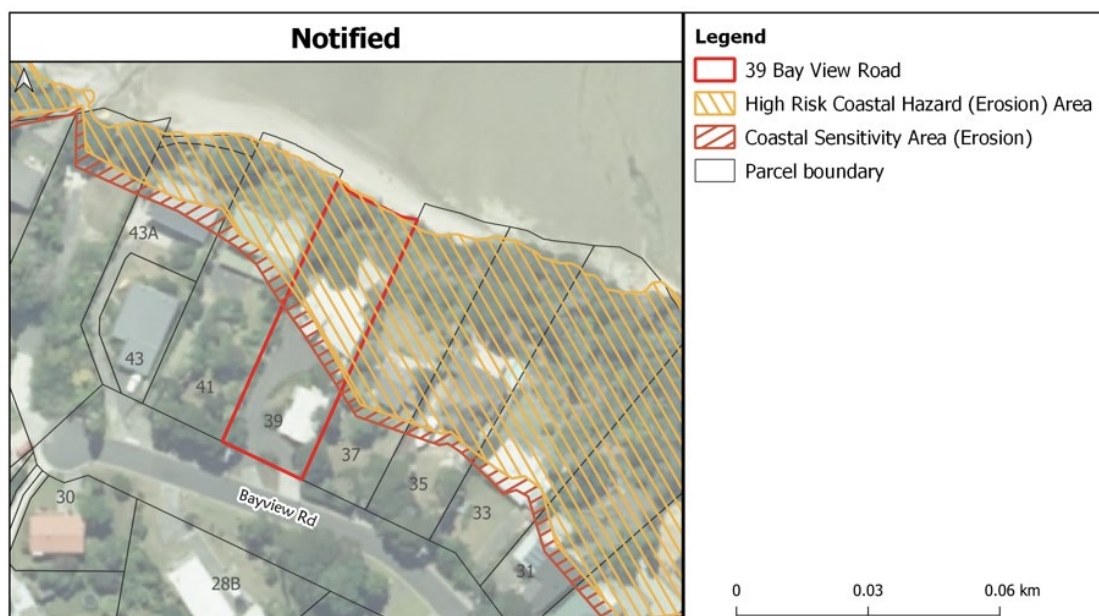 Notified
Legend
39 Bay View Road
High Risk Coastal Hazard (Erosion) Area
Coastal Sensitivity Area (Erosion)
Parcel boundary
43A
43
41
39
37
35
33
31
30
28B
Bayview Rd
0 0.03 0.06 km